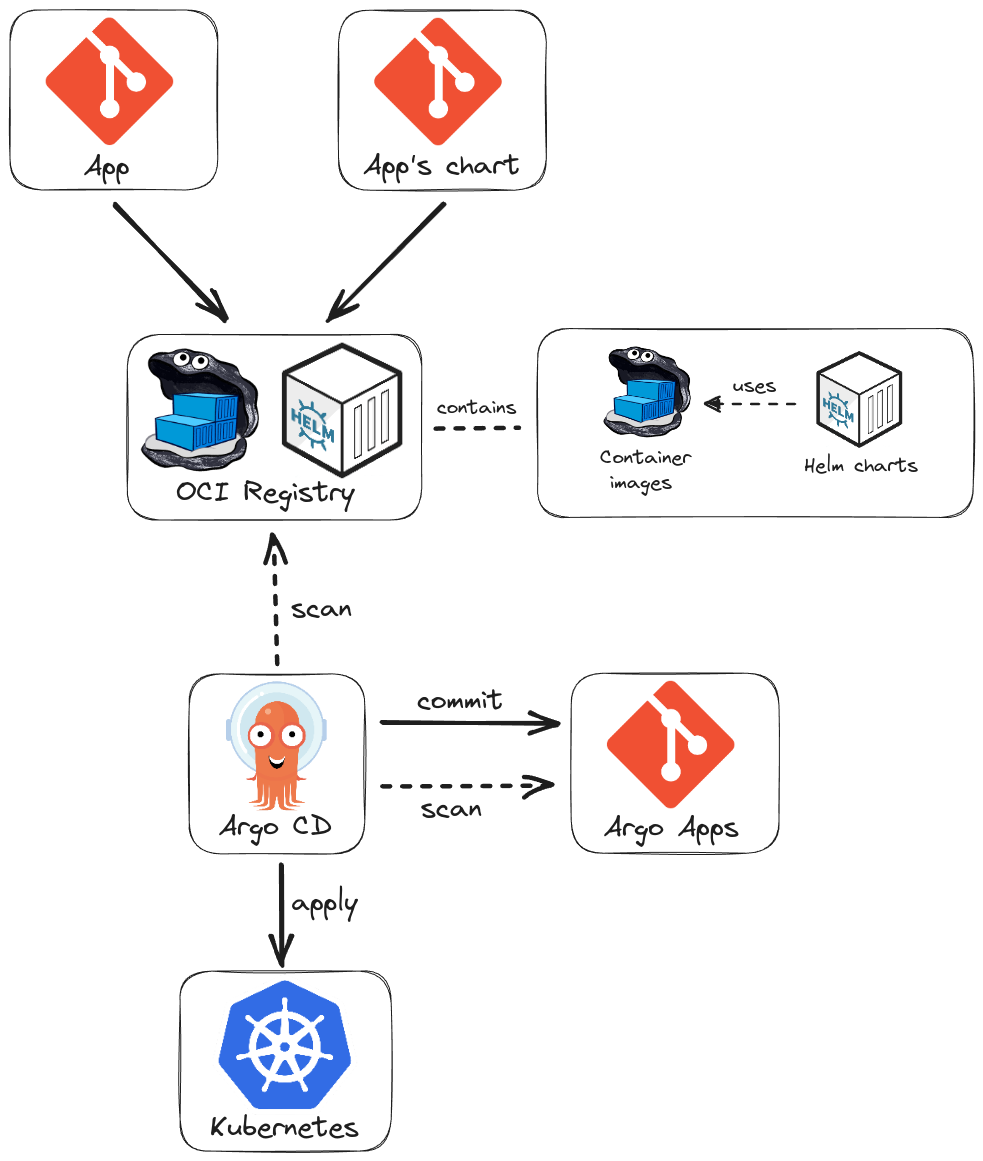 App
App's chart
HELM
OCI Registry
contains
uses
HELM
Container
images
Helm charts
scan
commit
scan
Argo CD
Argo Apps
apply
Kubernetes